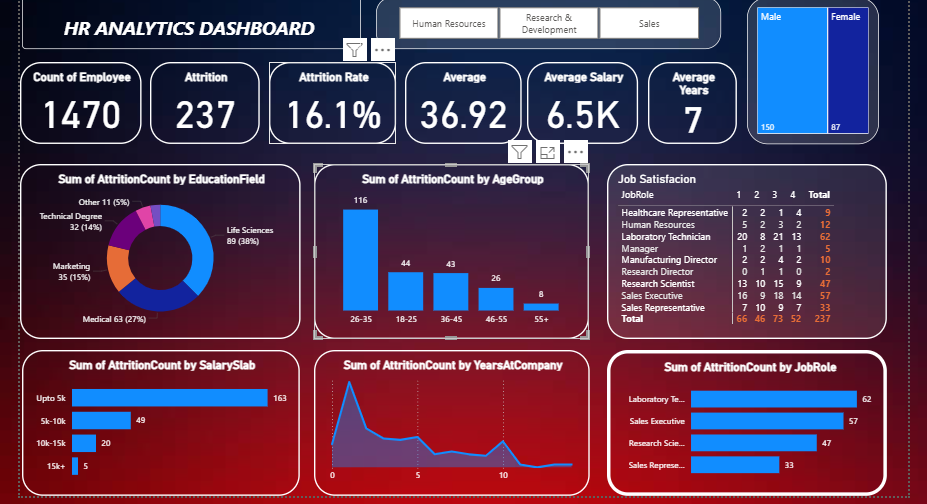 HR ANALYTICS DASHBOARD
Human Resources
Research &
Development
Sales
Male
Female
150
87
Count of Employee
1470
Attrition
237
Attrition Rate
16.1%
Average
36.92
Average Salary
6.5K
Average
Years
7
Sum of AttritionCount by EducationField
Other 11 (5%)
Technical Degree
32 (14%)
Marketing
35 (15%)
Medical 63 (27%)
Life Sciences
89 (38%)
Sum of AttritionCount by AgeGroup
116
44
43
26
8
26-35 18-25 36-45 46-55 55+
Job Satisfacion
JobRole 1 2 3 4 Total
Healthcare Representative 2 2 1 4 9
Human Resources 5 2 3 2 12
Laboratory Technician 20 8 21 13 62
Manager 1 2 1 1 5
Manufacturing Director 2 2 4 2 10
Research Director 0 1 1 0 2
Research Scientist 13 10 15 9 47
Sales Executive 16 9 18 14 57
Sales Representative 7 10 9 7 33
Total 66 46 73 52 237
Sum of AttritionCount by SalarySlab
Upto 5k 163
5k-10k 49
10k-15k 20
15k+ 5
Sum of AttritionCount by YearsAtCompany
0 5 10
Sum of AttritionCount by JobRole
Laboratory Te... 62
Sales Executive 57
Research Scie... 47
Sales Represe... 33